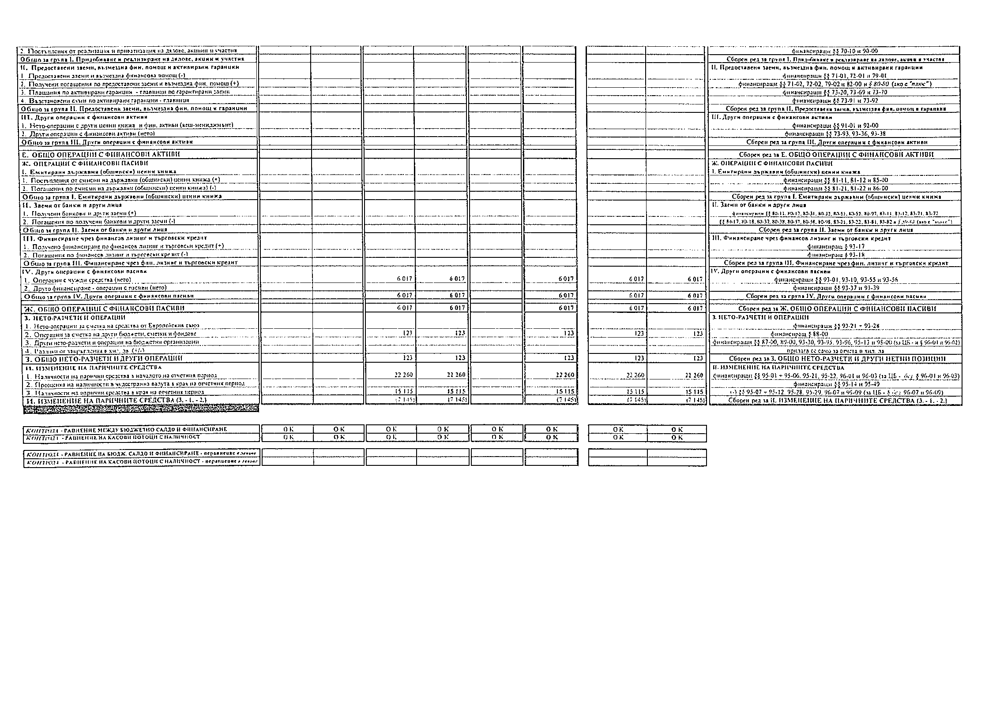 2. Постъпления от реализация и приватизация на дялове, акции и участия финансиращи §§ 70-10 и 90-00
Общо за група I. Придобиване и реализиране на дялове, акции и участия Сборен ред за група I. Придобиване и реализиране на дялове, акции и участия
II. Предоставени заеми, възмездна фин. помощ и активирани гаранции II. Предоставени заеми, възмездна фин. помощ и активирани гаранции
1. Предоставени заеми и възмездна финансова помощ (-) финансиращи §§ 71-01, 72-01 и 79-01
2. Получени погашения по предоставени заеми и възмездна фин. помощ (+) финансиращи §§ 71-02, 72-02, 79-02 и 82-00 и § 80-80 (ако е "плюс")
3. Плащания по активирани гаранции - главници по гарантирани заеми финансиращи §§ 73-20, 73-69 и 73-70
4. Възстановени суми по активирани гаранции - главници финансиращи §§ 73-91 и 73-92
Общо за група II. Предоставени заеми, възмездна фин. помощ и гаранции Сборен ред за група II. Предоставени заеми, възмездна фин. помощ и гаранции
III. Други операции с финансови активи III. Други операции с финансови активи
1. Нето-операции с други ценни книжа и фин. активи (кеш-мениджмънт) финансиращи §§ 91-01 и 92-00
2. Други операции с финансови активи (нето) финансиращи §§ 73-93, 93-36, 93-38
Общо за група III. Други операции с финансови активи Сборен ред за група III. Други операции с финансови активи
Е. ОБЩО ОПЕРАЦИИ С ФИНАНСОВИ АКТИВИ Сборен ред за Е. ОБЩО ОПЕРАЦИИ С ФИНАНСОВИ АКТИВИ
Ж. ОПЕРАЦИИ С ФИНАНСОВИ ПАСИВИ Ж. ОПЕРАЦИИ С ФИНАНСОВИ ПАСИВИ
I. Емитирани държавни (общински) ценни книжа I. Емитирани държавни (общински) ценни книжа
1. Постъпления от емисии на държавни (общински) ценни книжа (+) финансиращи §§ 81-11, 81-12 и 85-00
2. Погашения по емисии на държавни (общински) ценни книжа) (-) финансиращи §§ 81-21, 81-22 и 86-00
Общо за група I. Емитирани държавни (общински) ценни книжа Сборен ред за група I. Емитирани държавни (общински) ценни книжа
II. Заеми от банки и други лица II. Заеми от банки и други лица
1. Получени банкови и други заеми (+) финансиращи §§ 80-11, 80-12, 80-31, 80-32, 80-51, 80-52, 80-97, 83-11, 83-12, 83-71, 83-72
2. Погашения по получени банкови и други заеми (-) §§ 80-17, 80-18, 80-37, 80-38, 80-57, 80-58, 80-98, 83-21, 83-22, 83-81, 83-82 и (ако е "минус")
Общо за група II. Заеми от банки и други лица Сборен ред за група II. Заеми от банки и други лица
III. Финансиране чрез финансов лизинг и търговски кредит III. Финансиране чрез финансов лизинг и търговски кредит
1. Получено финансиране по финансов лизинг и търговски кредит (+) финансиращ § 93-17
2. Погашения по финансов лизинг и търговски кредит (-) финансиращ § 93-18
Общо за група III. Финансиране чрез фин. лизинг и търговски кредит Сборен ред за група III. Финансиране чрез фин. лизинг и търговски кредит
IV. Други операции с финансови пасиви IV. Други операции с финансови пасиви
1. Операции с чужди средства (нето) 6 017 6 017 6 017 6 017 6 017 финансиращи §§ 93-01, 93-10, 93-55 и 93-56
2. Друго финансиране - операции с пасиви (нето) финансиращи §§ 93-37 и 93-39
Общо за група IV. Други операции с финансови пасиви 6 017 6 017 6 017 6 017 6 017 Сборен ред за група IV. Други операции с финансови пасиви
Ж. ОБЩО ОПЕРАЦИИ С ФИНАНСОВИ ПАСИВИ 6 017 6 017 6 017 6 017 6 017 Сборен ред за Ж. ОБЩО ОПЕРАЦИИ С ФИНАНСОВИ ПАСИВИ
З. НЕТО-РАЗЧЕТИ И ОПЕРАЦИИ З. НЕТО-РАЗЧЕТИ И ОПЕРАЦИИ
1. Нето-операции за сметка на средства от Европейския съюз финансиращи §§ 93-21 ÷ 93-28
2. Операции за сметка на други бюджети, сметки и фондове 123 123 123 123 123 финансиращ § 88-00
3. Други нето-разчети и операции на бюджетни организации финансиращи §§ 87-00, 89-00, 93-30, 93-95, 93-96, 95-13 и 98-00 (за ЦБ - и § 96-01 и 96-02)
4. Разлики от закръгления в хил. лв. (+/-) прилага се само за отчета в хил. лв
З. ОБЩО НЕТО-РАЗЧЕТИ И ДРУГИ ОПЕРАЦИИ 123 123 123 123 123 Сборен ред за З. ОБЩО НЕТО-РАЗЧЕТИ И ДРУГИ НЕТНИ ПОЗИЦИИ
И. ИЗМЕНЕНИЕ НА ПАРИЧНИТЕ СРЕДСТВА И. ИЗМЕНЕНИЕ НА ПАРИЧНИТЕ СРЕДСТВА
1. Наличности на парични средства в началото на отчетния период 22 260 22 260 22 260 22 260 22 260 финансиращи §§ 95-01 ÷ 95-06, 95-21, 95-22, 96-01 и 96-03 (за ЦБ - без § 96-01 и 96-03)
2. Преоценка на наличности в чуждестранна валута в края на отчетния период финансиращи §§ 95-14 и 95-49
3. Наличности на парични средства в края на отчетния период 15 115 15 115 15 115 15 115 15 115 (-) §§ 95-07 ÷ 95-12, 95-28, 95-29, 96-07 и 96-09 (за ЦБ - без 96-07 и 96-09)
И. ИЗМЕНЕНИЕ НА ПАРИЧНИТЕ СРЕДСТВА (3. - 1. - 2.) (7 145) (7 145) (7 145) (7 145) (7 145) Сборен ред за И. ИЗМЕНЕНИЕ НА ПАРИЧНИТЕ СРЕДСТВА (3. - 1. - 2.)
КОНТРОЛА - РАВНЕНИЕ МЕЖДУ БЮДЖЕТНО САЛДО И ФИНАНСИРАНЕ О К О К О К О К О К О К О К О К
КОНТРОЛА - РАВНЕНИЕ НА КАСОВИ ПОТОЦИ С НАЛИЧНОСТ О К О К О К О К О К О К О К О К
КОНТРОЛА - РАВНЕНИЕ НА БЮДЖ. САЛДО И ФИНАНСИРАНЕ - неравнение в левове
КОНТРОЛА - РАВНЕНИЕ НА КАСОВИ ПОТОЦИ С НАЛИЧНОСТ - неравнение в левове